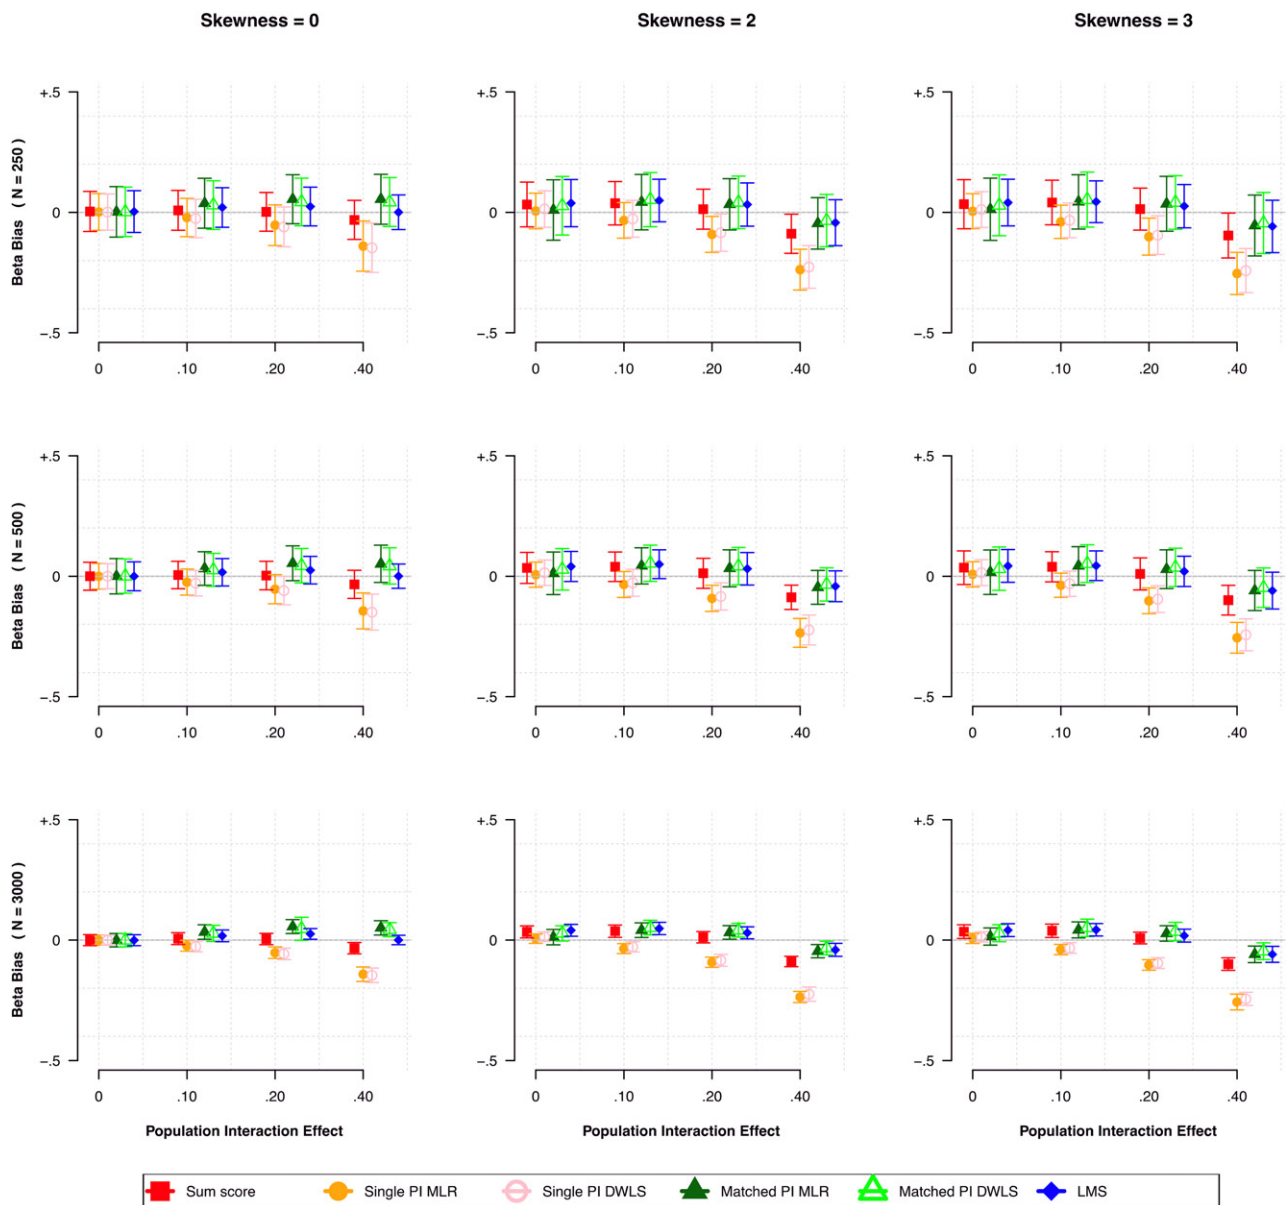 Skewness = 0 Skewness = 2 Skewness = 3
Beta Bias ( N = 250 )
+.5 +.5 +.5
0 0 0
−.5 −.5 −.5
0 .10 .20 .40 0 .10 .20 .40 0 .10 .20 .40
Beta Bias ( N = 500 )
+.5 +.5 +.5
0 0 0
−.5 −.5 −.5
0 .10 .20 .40 0 .10 .20 .40 0 .10 .20 .40
Beta Bias ( N = 3000 )
+.5 +.5 +.5
0 0 0
−.5 −.5 −.5
0 .10 .20 .40 0 .10 .20 .40 0 .10 .20 .40
Population Interaction Effect Population Interaction Effect Population Interaction Effect
Sum score Single PI MLR Single PI DWLS Matched PI MLR Matched PI DWLS LMS